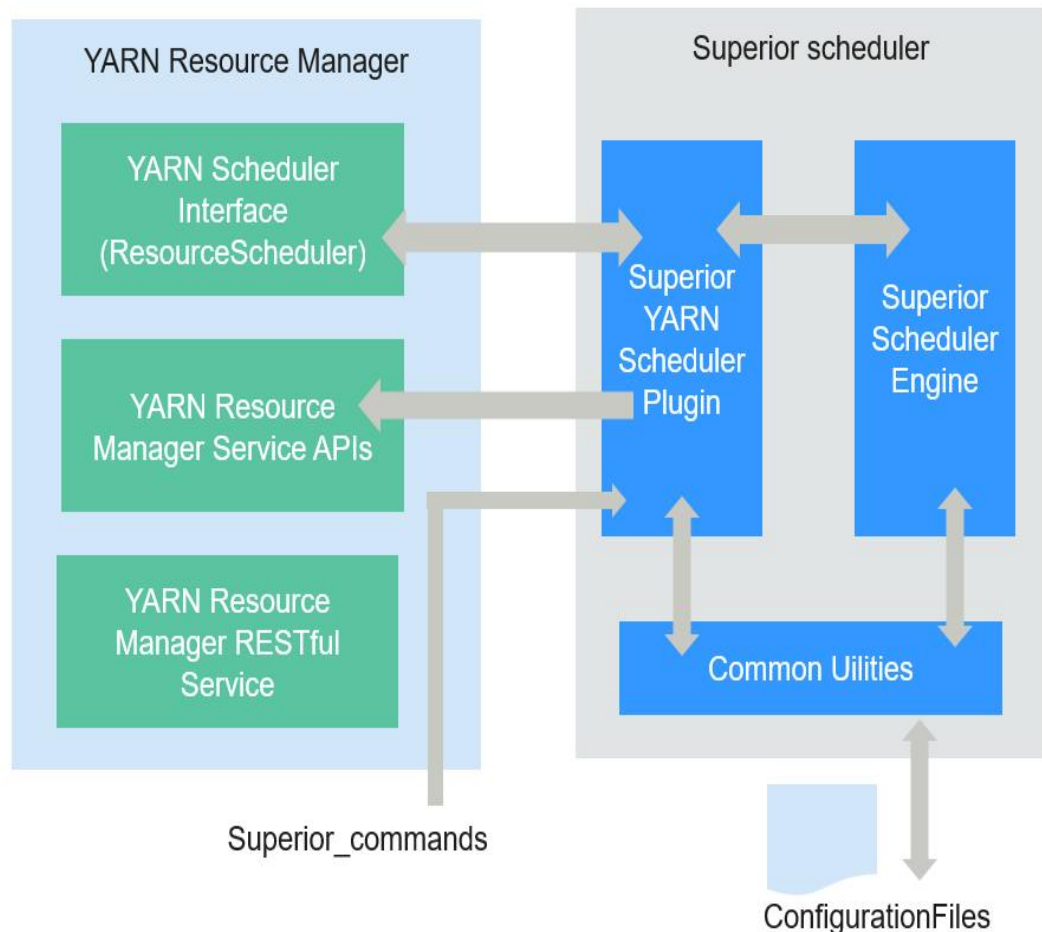 YARN Resource Manager
YARN Scheduler
Interface
(ResourceScheduler)
YARN Resource
Manager Service APIs
YARN Resource
Manager RESTful
Service
Superior scheduler
Superior
YARN
Scheduler
Plugin
Superior
Scheduler
Engine
Common Uilities
Superior_commands
ConfigurationFiles